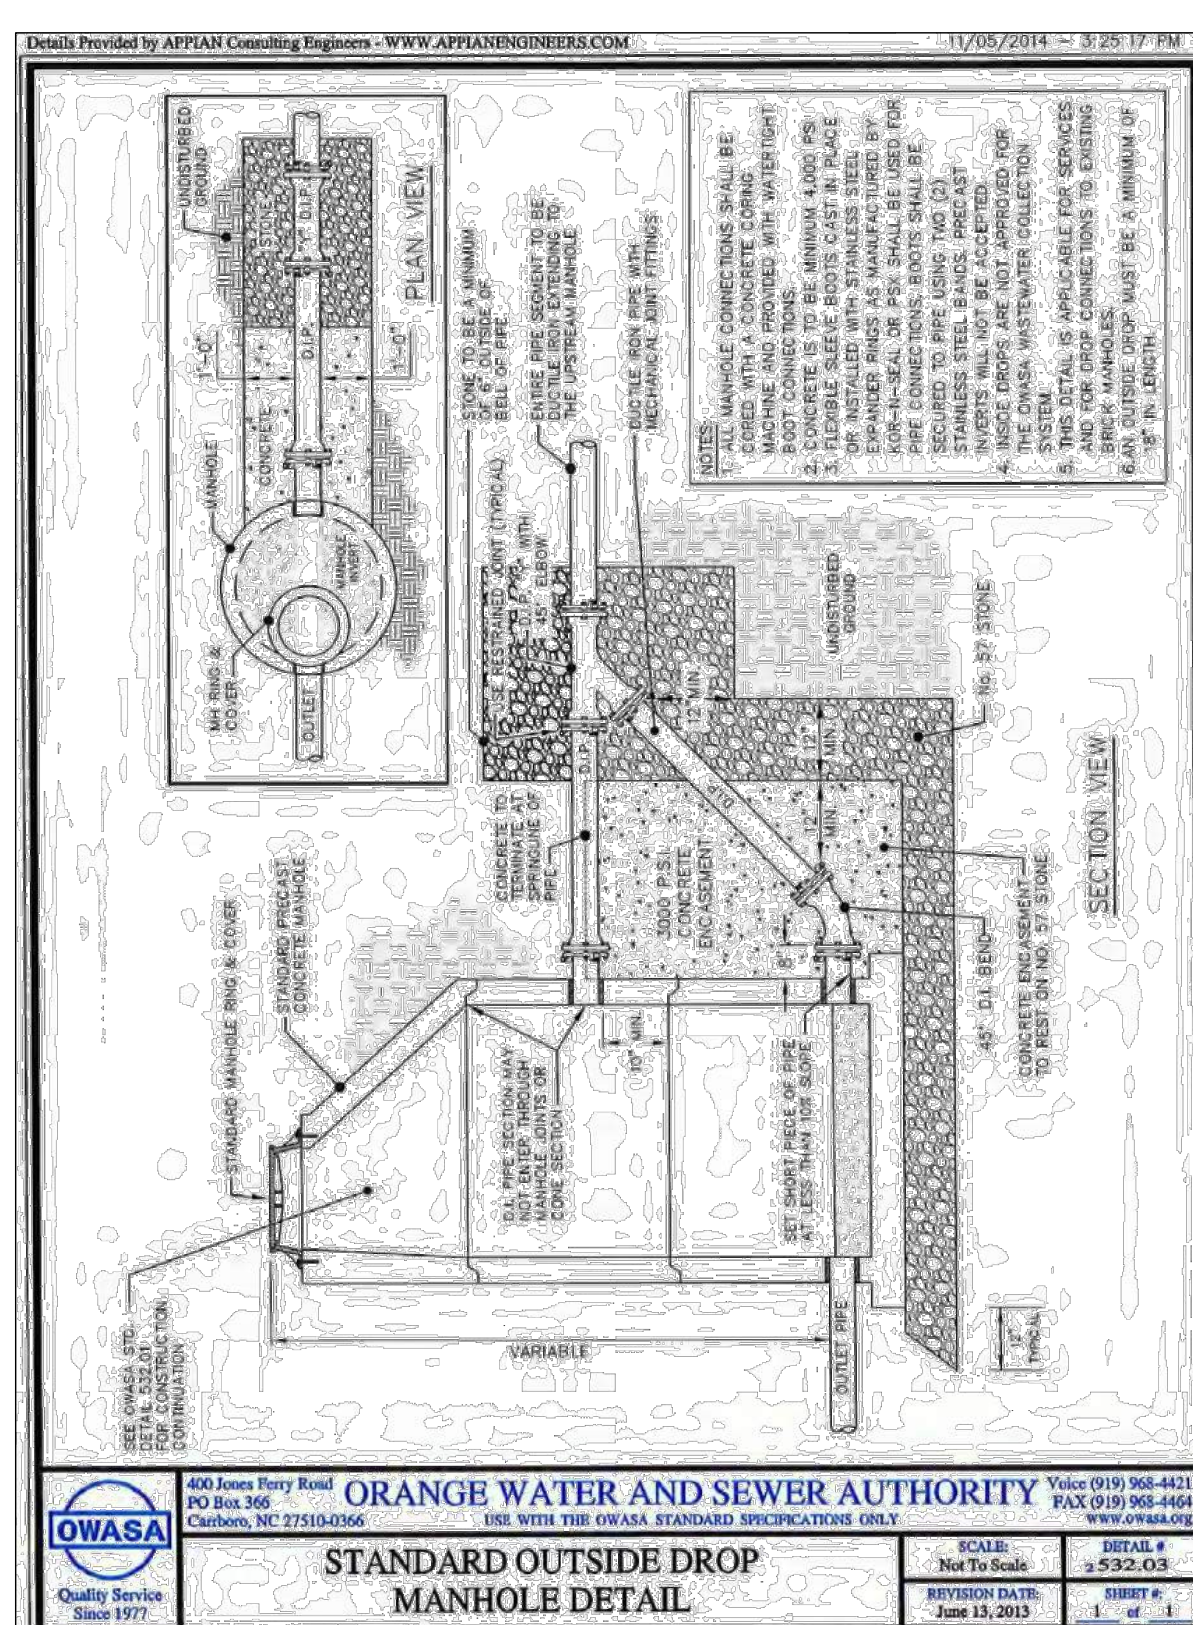 Details Provided by APPIAN Consulting Engineers - WWW.APPIANENGINEERS.COM
11/05/2014 - 3:25:17 PM
UNDISTURBED
GROUND
STONE
D.I.P.
D.I.P.
PLAN VIEW
1'-0"
1'-0"
CONCRETE
MANHOLE
MANHOLE
INVERT
MH RING &
COVER
OUTLET
NOTES:
1. ALL MANHOLE CONNECTIONS SHALL BE
CORED WITH A CONCRETE CORING
MACHINE AND PROVIDED WITH WATERTIGHT
BOOT CONNECTIONS.
2. CONCRETE IS TO BE MINIMUM 4,000 PSI
3. FLEXIBLE SLEEVE BOOTS CAST IN PLACE
OR INSTALLED WITH STAINLESS STEEL
EXPANDER RINGS AS MANUFACTURED BY
KOR-N-SEAL OR PSX SHALL BE USED FOR
PIPE CONNECTIONS. BOOTS SHALL BE
SECURED TO PIPE USING TWO (2)
STAINLESS STEEL BANDS. PRECAST
INVERTS WILL NOT BE ACCEPTED
4. INSIDE DROPS ARE NOT APPROVED FOR
THE OWASA WASTEWATER COLLECTION
SYSTEM.
5. THIS DETAIL IS APPLICABLE FOR SERVICES
AND FOR DROP CONNECTIONS TO EXISTING
BRICK MANHOLES.
6. AN OUTSIDE DROP MUST BE A MINIMUM OF
18" IN LENGTH
STONE TO BE A MINIMUM
OF 6" OUTSIDE OF
BELL OF PIPE.
ENTIRE PIPE SEGMENT TO BE
DUCTILE IRON EXTENDING TO
THE UPSTREAM MANHOLE
DUCTILE IRON PIPE WITH
MECHANICAL JOINT FITTINGS
USE RESTRAINED JOINT (TYPICAL)
D.I.P. "Y" (WITH)
45° ELBOW
UNDISTURBED
GROUND
12" MIN.
12"
MIN.
12"
MIN.
No. 57 STONE
D.I.P.
D.I.P.
CONCRETE TO
TERMINATE AT
SPRINGLINE OF
PIPE
3000 P.S.I.
CONCRETE
ENCASEMENT
8"
SECTION VIEW
STANDARD PRECAST
CONCRETE MANHOLE
STANDARD MANHOLE RING & COVER
45° D.I. BEND
CONCRETE ENCASEMENT
TO REST ON NO. 57 STONE
D.I. PIPE SECTION MAY
NOT ENTER THROUGH
MANHOLE JOINTS OR
CONE SECTION
10" MIN.
SET SHORT PIECE OF PIPE
AT LESS THAN 10% SLOPE
SEE OWASA STD.
DETAIL 532.01
FOR CONSTRUCTION
CONTINUATION
VARIABLE
OUTLET PIPE
12"
TYPICAL
OWASA
Quality Service
Since 1977
400 Jones Ferry Road
PO Box 366
Carrboro, NC 27510-0366
ORANGE WATER AND SEWER AUTHORITY
USE WITH THE OWASA STANDARD SPECIFICATIONS ONLY
Voice (919) 968-4421
FAX (919) 968-4464
www.owasa.org
STANDARD OUTSIDE DROP
MANHOLE DETAIL
SCALE:
Not To Scale
DETAIL #
532.03
REVISION DATE:
June 13, 2013
SHEET #:
1 of 1